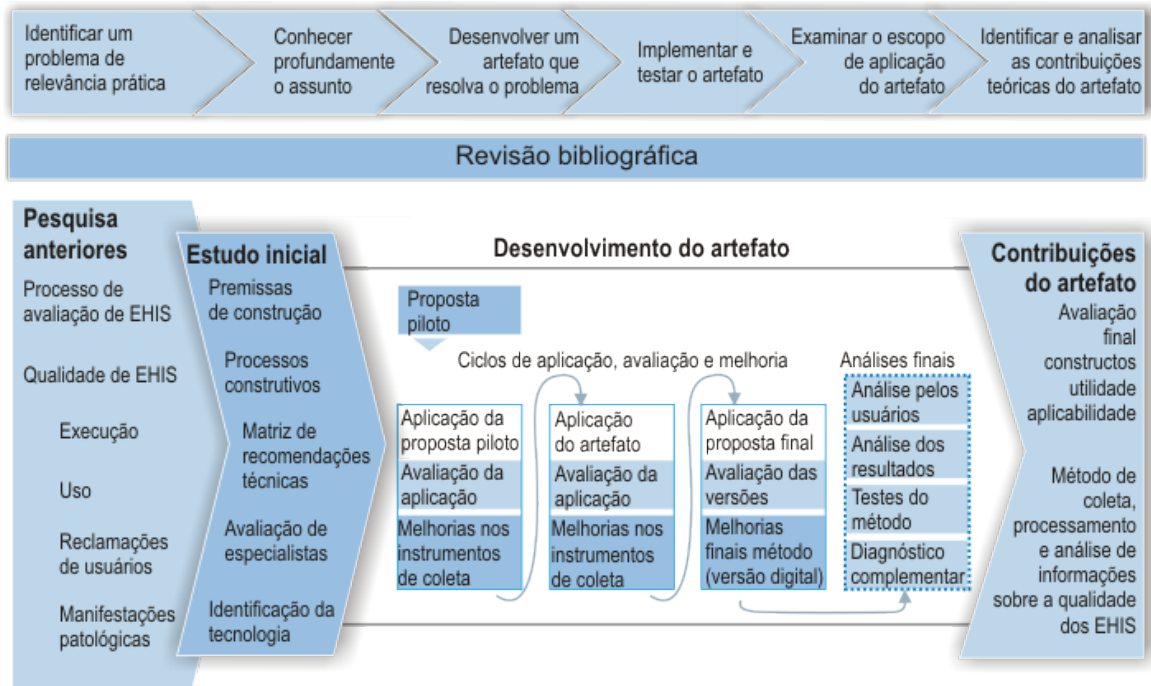 Identificar um
problema de
relevância prática
Conhecer
profundamente
o assunto
Desenvolver um
artefato que
resolva o problema
Implementar e
testar o artefato
Examinar o escopo
de aplicação
do artefato
Identificar e analisar
as contribuições
teóricas do artefato
Revisão bibliográfica
Pesquisa
anteriores
Processo de
avaliação de EHIS
Qualidade de EHIS
Execução
Uso
Reclamações
de usuários
Manifestações
patológicas
Estudo inicial
Premissas
de construção
Processos
construtivos
Matriz de
recomendações
técnicas
Avaliação de
especialistas
Identificação da
tecnologia
Desenvolvimento do artefato
Proposta
piloto
Ciclos de aplicação, avaliação e melhoria
Aplicação da
proposta piloto
Avaliação da
aplicação
Melhorias nos
instrumentos
de coleta
Aplicação
do artefato
Avaliação da
aplicação
Melhorias nos
instrumentos
de coleta
Aplicação da
proposta final
Avaliação das
versões
Melhorias
finais método
(versão digital)
Análises finais
Análise pelos
usuários
Análise dos
resultados
Testes do
método
Diagnóstico
complementar
Contribuições
do artefato
Avaliação
final
constructos
utilidade
aplicabilidade
Método de
coleta,
processamento
e análise de
informações
sobre a qualidade
dos EHIS